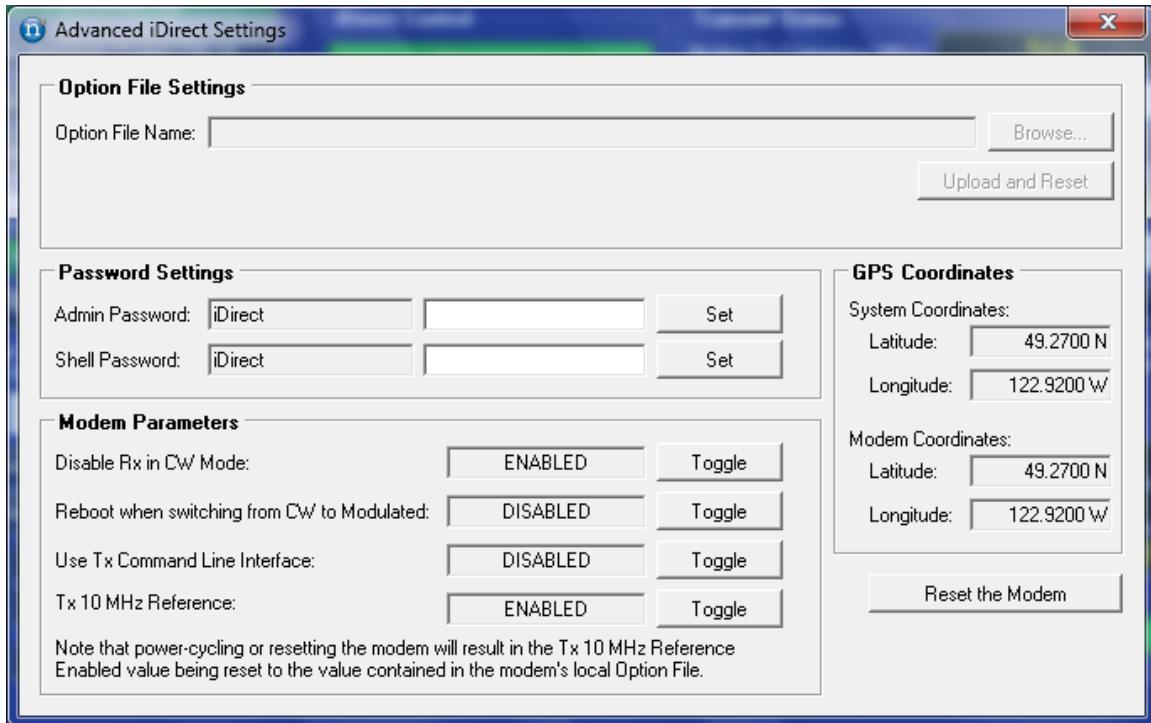 Advanced iDirect Settings
Option File Settings
Option File Name:
Browse...
Upload and Reset
Password Settings
Admin Password: iDirect Set
Shell Password: iDirect Set
GPS Coordinates
System Coordinates:
Latitude: 49.2700 N
Longitude: 122.9200 W
Modem Coordinates:
Latitude: 49.2700 N
Longitude: 122.9200 W
Modem Parameters
Disable Rx in CW Mode: ENABLED Toggle
Reboot when switching from CW to Modulated: DISABLED Toggle
Use Tx Command Line Interface: DISABLED Toggle
Tx 10 MHz Reference: ENABLED Toggle
Note that power-cycling or resetting the modem will result in the Tx 10 MHz Reference
Enabled value being reset to the value contained in the modem's local Option File.
Reset the Modem